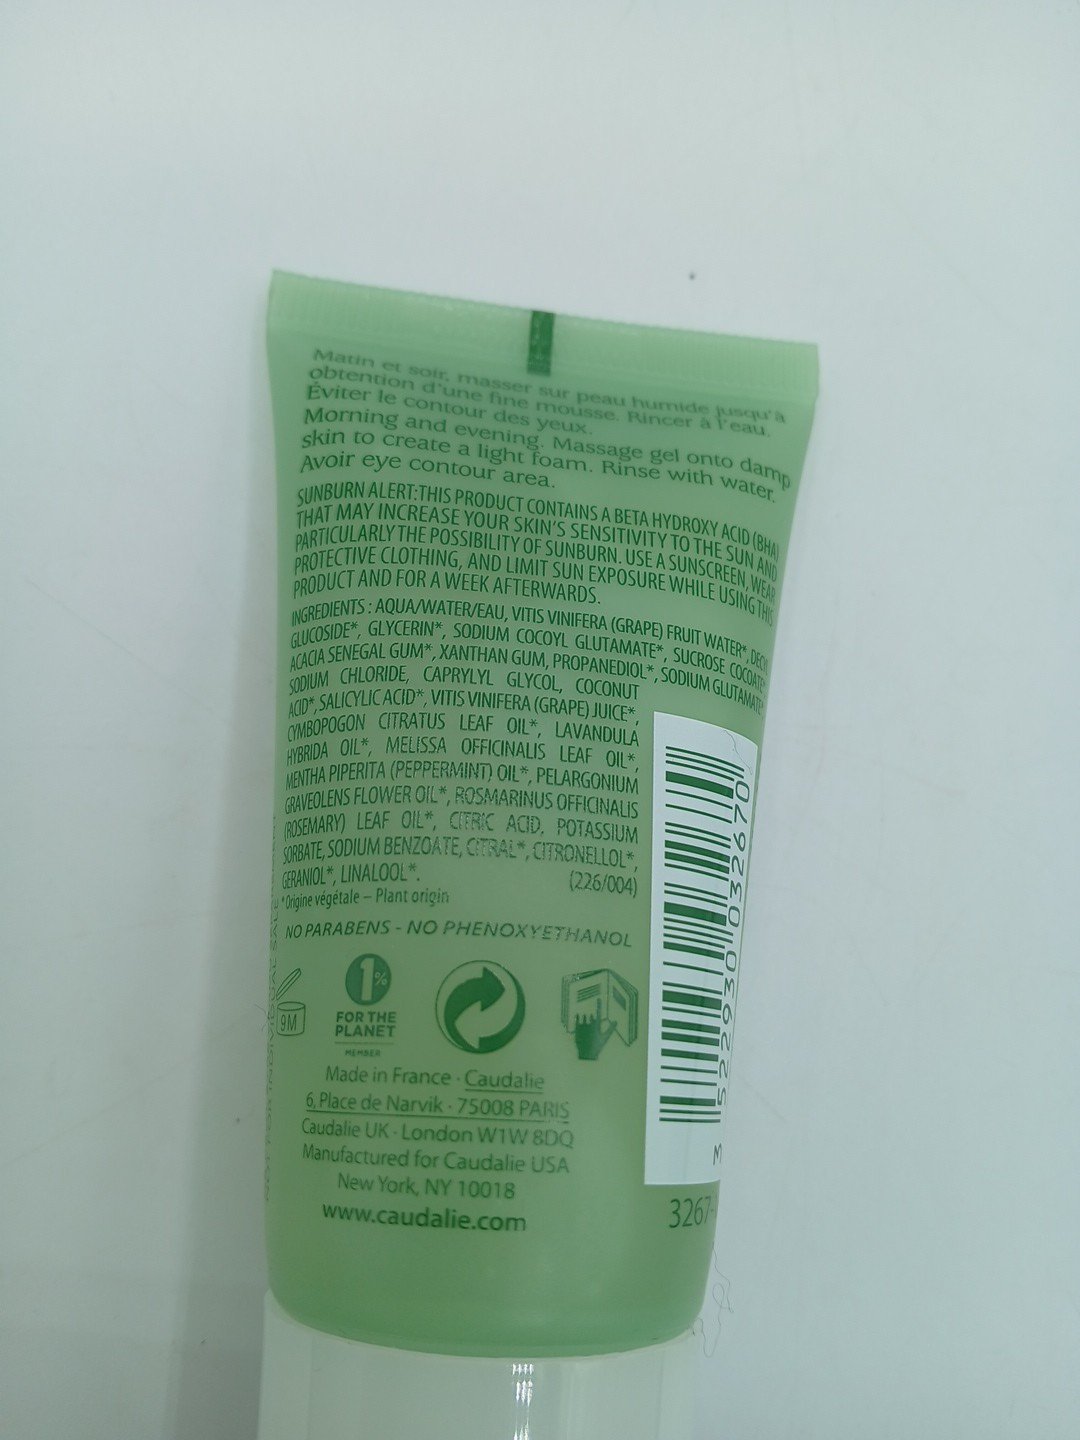 Matin et soir, masser sur peau humide jusqu'à
obtention d'une fine mousse. Rincer à l'eau.
Éviter le contour des yeux.
Morning and evening. Massage gel onto damp
skin to create a light foam. Rinse with water.
Avoir eye contour area.
SUNBURN ALERT:THIS PRODUCT CONTAINS A BETA HYDROXY ACID (BHA)
THAT MAY INCREASE YOUR SKIN'S SENSITIVITY TO THE SUN AND
PARTICULARLY THE POSSIBILITY OF SUNBURN. USE A SUNSCREEN, WEAR
PROTECTIVE CLOTHING, AND LIMIT SUN EXPOSURE WHILE USING THIS
PRODUCT AND FOR A WEEK AFTERWARDS.
INGREDIENTS : AQUA/WATER/EAU, VITIS VINIFERA (GRAPE) FRUIT WATER*, DECYL
GLUCOSIDE*, GLYCERIN*, SODIUM COCOYL GLUTAMATE*, SUCROSE COCOATE*,
ACACIA SENEGAL GUM*, XANTHAN GUM, PROPANEDIOL*, SODIUM GLUTAMATE*,
SODIUM CHLORIDE, CAPRYLYL GLYCOL, COCONUT
ACID*, SALICYLIC ACID*, VITIS VINIFERA (GRAPE) JUICE*,
CYMBOPOGON CITRATUS LEAF OIL*, LAVANDULA
HYBRIDA OIL*, MELISSA OFFICINALIS LEAF OIL*,
MENTHA PIPERITA (PEPPERMINT) OIL*, PELARGONIUM
GRAVEOLENS FLOWER OIL*, ROSMARINUS OFFICINALIS
(ROSEMARY) LEAF OIL*, CITRIC ACID, POTASSIUM
SORBATE, SODIUM BENZOATE, CITRAL*, CITRONELLOL*,
GERANIOL*, LINALOOL*. (226/004)
*Origine végétale – Plant origin
NO PARABENS - NO PHENOXYETHANOL
9M
1%
FOR THE
PLANET
MEMBER
Made in France · Caudalie
6, Place de Narvik · 75008 PARIS
Caudalie UK · London W1W 8DQ
Manufactured for Caudalie USA
New York, NY 10018
www.caudalie.com
3 522930 032670
3267-
NOT FOR INDIVIDUAL SALE